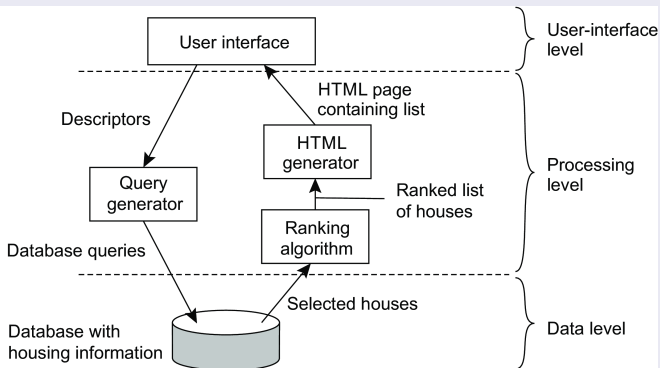 User interface
User-interface
level
HTML page
containing list
Descriptors
HTML
generator
Processing
level
Query
generator
Ranked list
of houses
Ranking
algorithm
Database queries
Selected houses
Database with
housing information
Data level